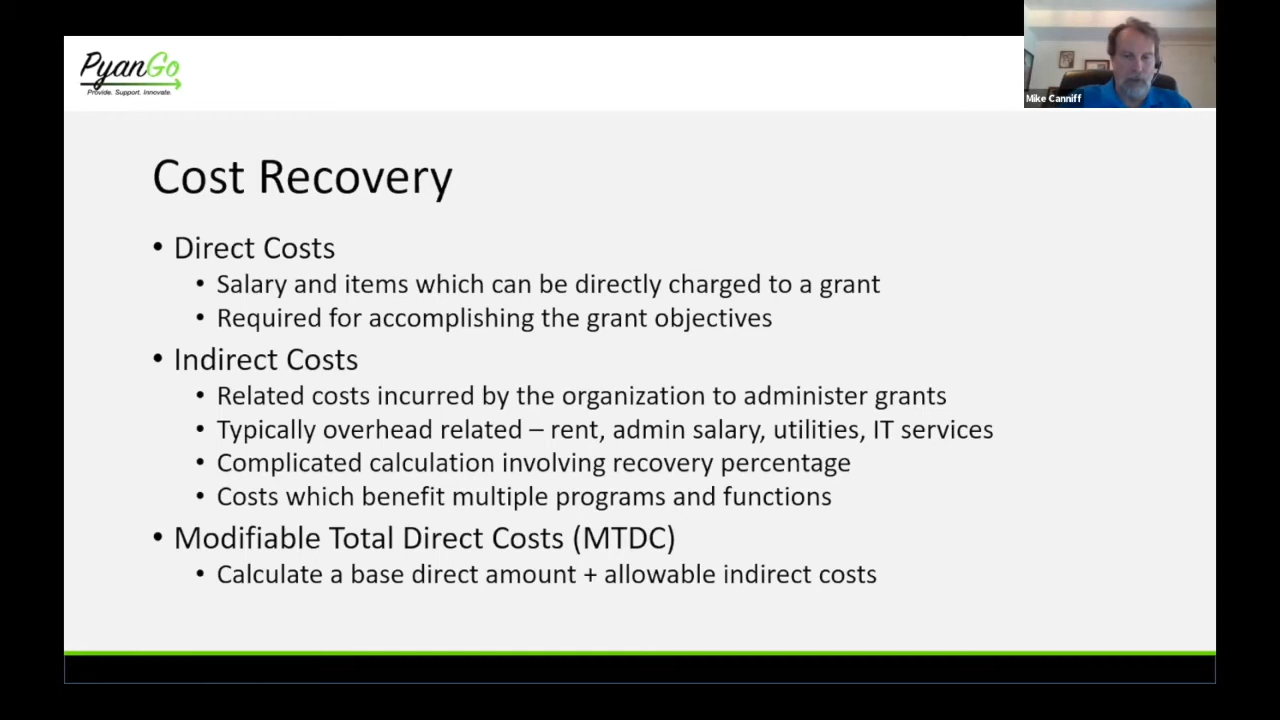 PyanGo
Provide. Support. Innovate.
Mike Canniff
Cost Recovery
• Direct Costs
• Salary and items which can be directly charged to a grant
• Required for accomplishing the grant objectives
• Indirect Costs
• Related costs incurred by the organization to administer grants
• Typically overhead related – rent, admin salary, utilities, IT services
• Complicated calculation involving recovery percentage
• Costs which benefit multiple programs and functions
• Modifiable Total Direct Costs (MTDC)
• Calculate a base direct amount + allowable indirect costs